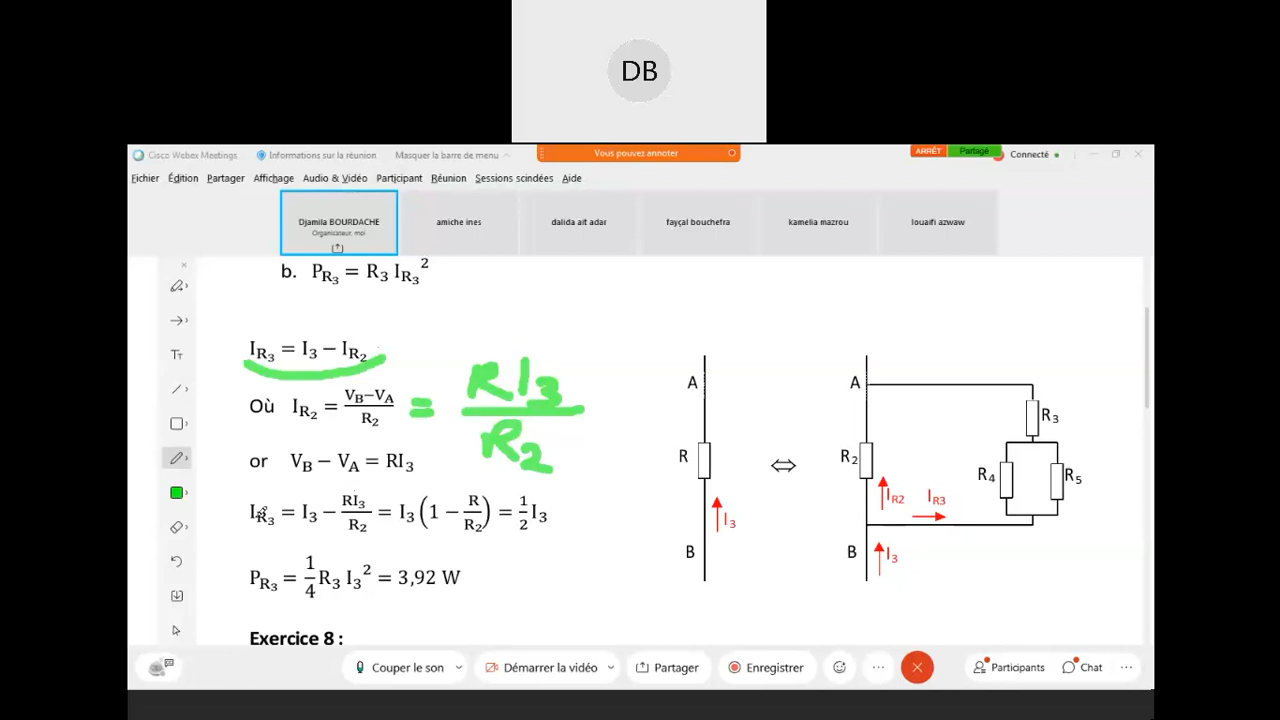 DB
Cisco Webex Meetings Informations sur la réunion Masquer la barre de menu Vous pouvez annoter ARRÊT Partagé Connecté
Fichier Édition Partager Affichage Audio & Vidéo Participant Réunion Sessions scindées Aide
Djamila BOURDACHE amiche ines dalida ait adar fayçal bouchefra kamelia mazrou louaifi azwaw
Organisateur, moi
b. P_R₃ = R₃ I_R₃²
I_R₃ = I₃ − I_R₂
Où I_R₂ = (V_B−V_A)/R₂ = RI₃/R₂
or V_B − V_A = RI₃
I_R₃ = I₃ − RI₃/R₂ = I₃(1 − R/R₂) = 1/2 I₃
P_R₃ = 1/4 R₃ I₃² = 3,92 W
Exercice 8 :
A
R
I₃
B
⇔
A
R₃
R₂
R₄
R₅
I_R2
I_R3
B
I₃
Tт
Couper le son Démarrer la vidéo Partager Enregistrer Participants Chat